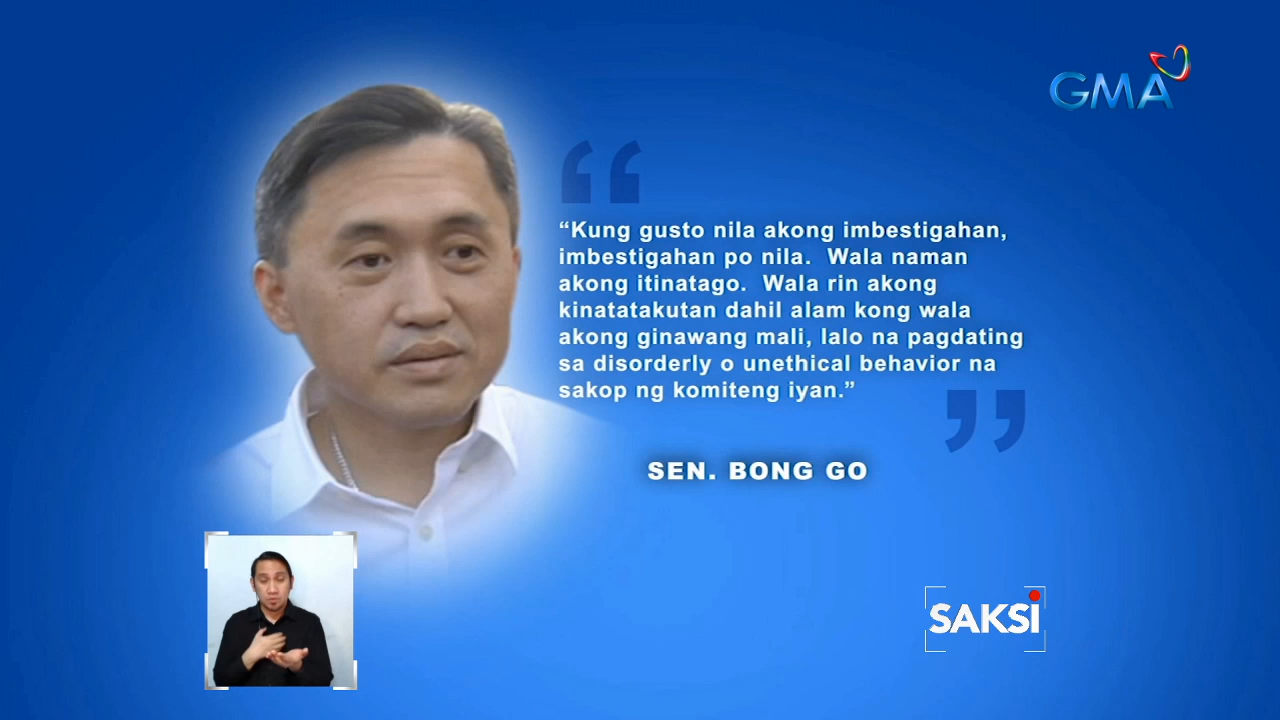 GMA
“Kung gusto nila akong imbestigahan,
imbestigahan po nila.  Wala naman
akong itinatago.  Wala rin akong
kinatatakutan dahil alam kong wala
akong ginawang mali, lalo na pagdating
sa disorderly o unethical behavior na
sakop ng komiteng iyan.”
SEN. BONG GO
SAKSi